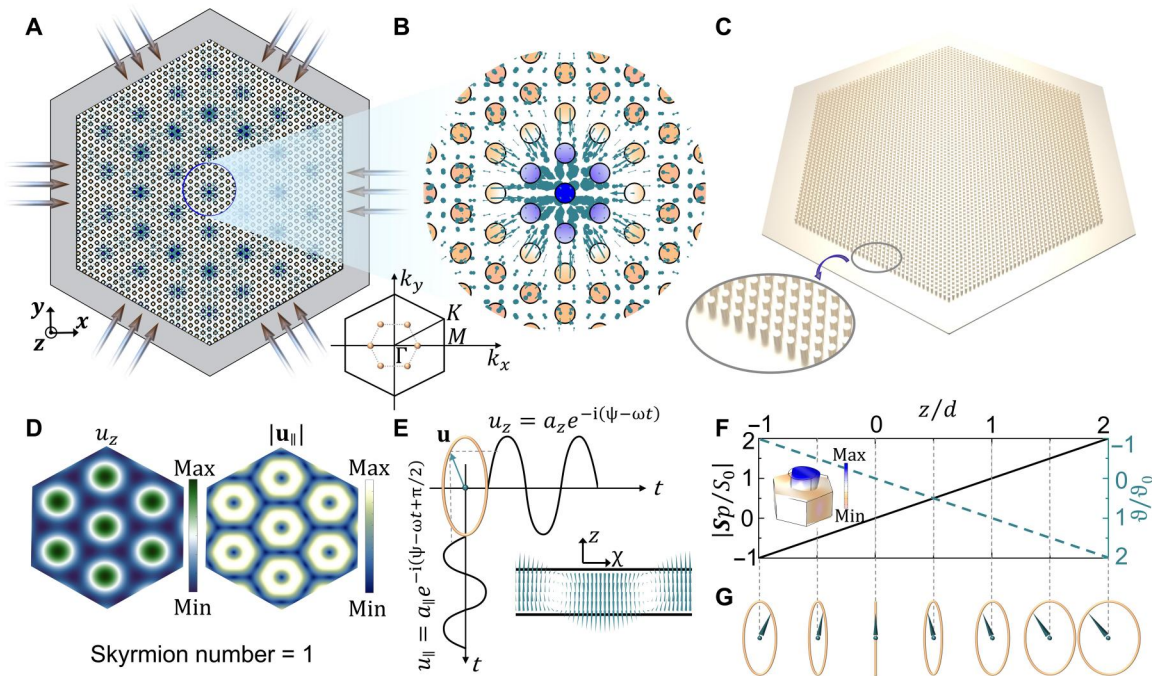 A
B
C
y
z
x
k_y
K
M
Γ
k_x
D
u_z
|u_∥|
Max
Max
Min
Min
Skyrmion number = 1
E
u
u_z = a_z e^{-i(ψ-ωt)}
t
u_∥ = a_∥ e^{-i(ψ-ωt+π/2)}
t
z
χ
F
z/d
-1
0
1
2
2
1
0
-1
|Sp/S_0|
Max
Min
-1
0
1
2
θ/θ_0
G